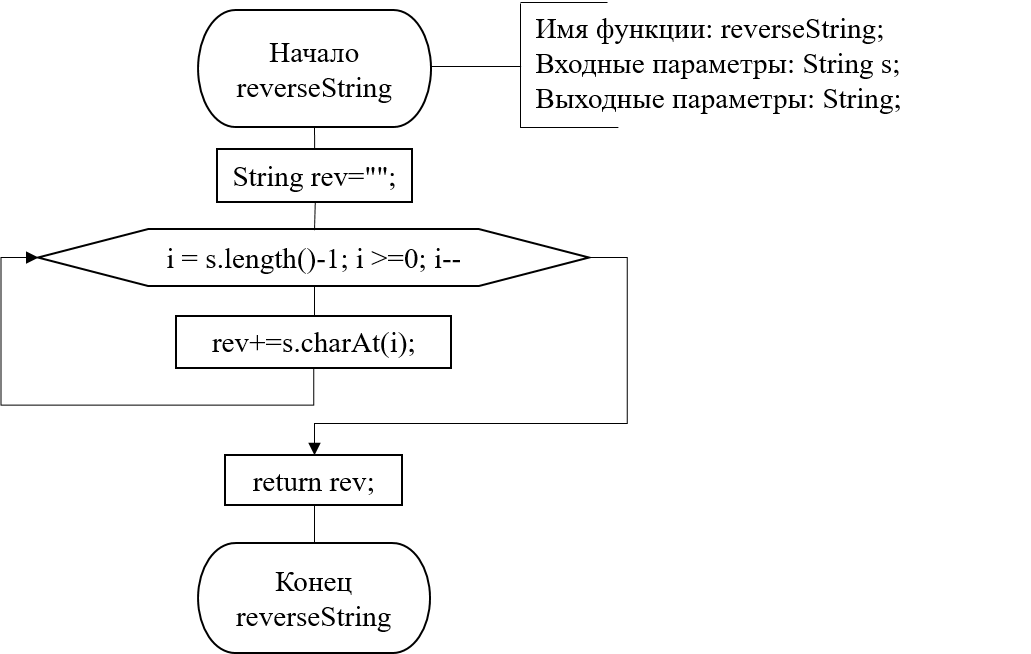 Начало
reverseString
Имя функции: reverseString;
Входные параметры: String s;
Выходные параметры: String;
String rev="";
i = s.length()-1; i >=0; i--
rev+=s.charAt(i);
return rev;
Конец
reverseString